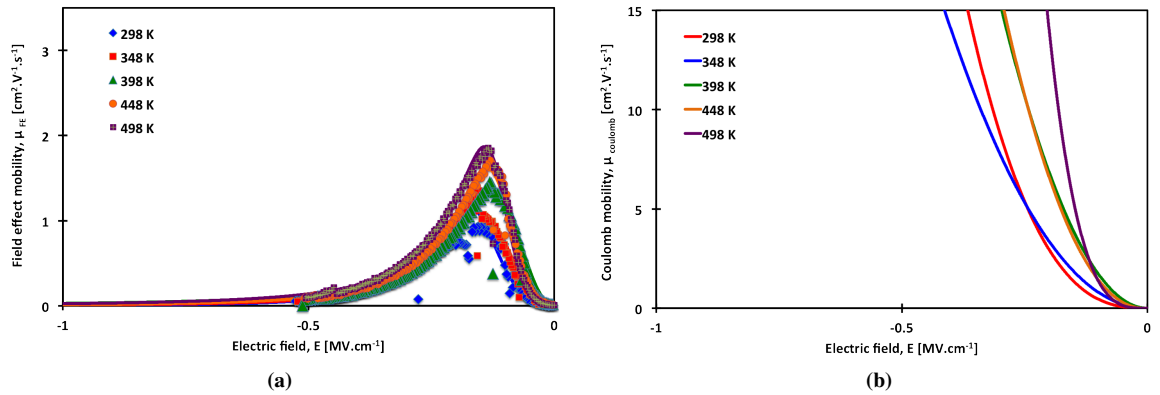 3
2
1
0
298 K
348 K
398 K
448 K
498 K
Field effect mobility, μ FE [cm².V⁻¹.s⁻¹]
-1
-0.5
0
Electric field, E [MV.cm⁻¹]
(a)
15
10
5
0
298 K
348 K
398 K
448 K
498 K
Coulomb mobility, μ coulomb [cm².V⁻¹.s⁻¹]
-1
-0.5
0
Electric field, E [MV.cm⁻¹]
(b)